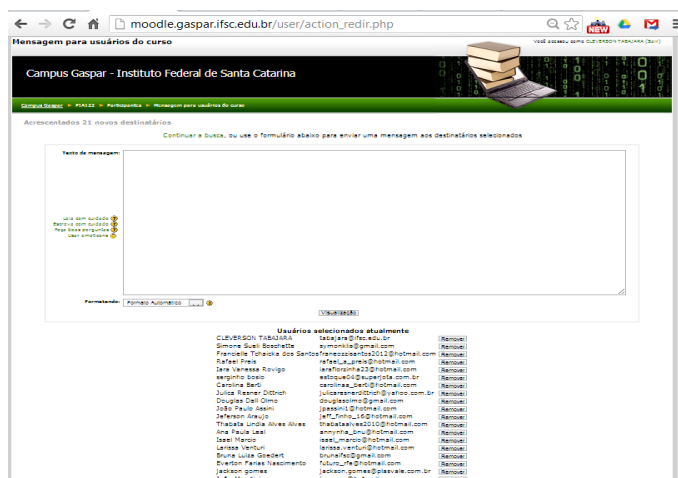 moodle.gaspar.ifsc.edu.br/user/action_redir.php
NEW
Mensagem para usuários do curso
Você acessou como CLEVERSON TABAJARA (Sair)
Campus Gaspar - Instituto Federal de Santa Catarina
Campus Gaspar ► PIAI22 ► Participantes ► Mensagem para usuários do curso
Acrescentados 21 novos destinatários
Continuar a busca, ou use o formulário abaixo para enviar uma mensagem aos destinatários selecionados
Texto da mensagem:
Leia com cuidado
Escreva com cuidado
Faça boas perguntas
Usar emoticons
Formatando: Formato Automático
Visualização
Usuários selecionados atualmente
CLEVERSON TABAJARA tabajara@ifsc.edu.br Remover
Simone Sueli Boschette symonkle@gmail.com Remover
Francielle Tchaicka dos Santos franozzisantos2012@hotmail.com Remover
Rafael Preis rafael_a_preis@hotmail.com Remover
Iara Vanessa Rovigo iaraflorzinha23@hotmail.com Remover
serginho bosio estoque04@superjota.com.br Remover
Carolina Berti carolinaa_berti@hotmail.com Remover
Julica Resner Dittrich julicaresnerdittrich@yahoo.com.br Remover
Douglas Dall Olmo douglasolmo@gmail.com Remover
João Paulo Assini jpassini1@hotmail.com Remover
Jeferson Araujo jeff_finho_16@hotmail.com Remover
Thabata Lindia Alves Alves thabataalves2010@hotmail.com Remover
Ana Paula Leal annynha_bnu@hotmail.com Remover
Isael Marcio isael_marcio@hotmail.com Remover
Larissa Venturi larissa.venturi@hotmail.com Remover
Bruna Luiza Goedert brunaifsc@gmail.com Remover
Everton Farias Nascimento futuro_rfe@hotmail.com Remover
jackson gomes jackson.gomes@plasvale.com.br Remover